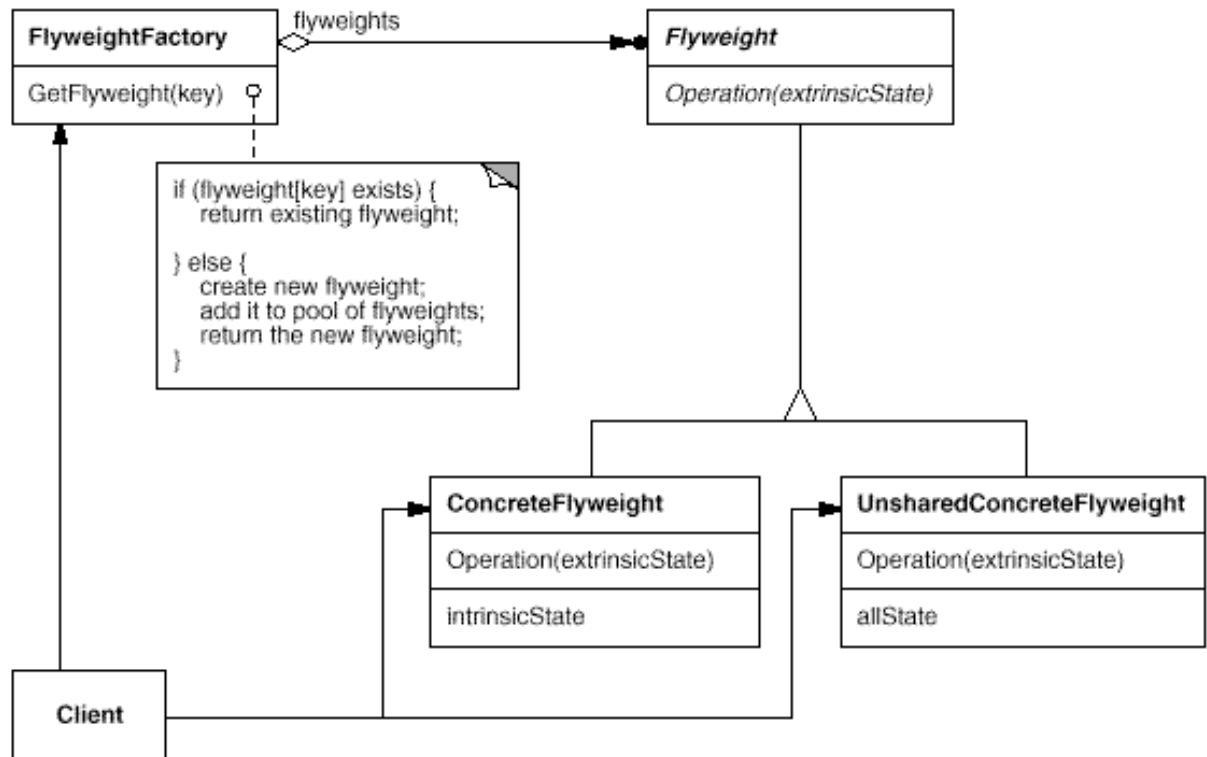 flyweights
FlyweightFactory
GetFlyweight(key)
Flyweight
Operation(extrinsicState)
if (flyweight[key] exists) {
return existing flyweight;
} else {
create new flyweight;
add it to pool of flyweights;
return the new flyweight;
}
ConcreteFlyweight
Operation(extrinsicState)
intrinsicState
UnsharedConcreteFlyweight
Operation(extrinsicState)
allState
Client